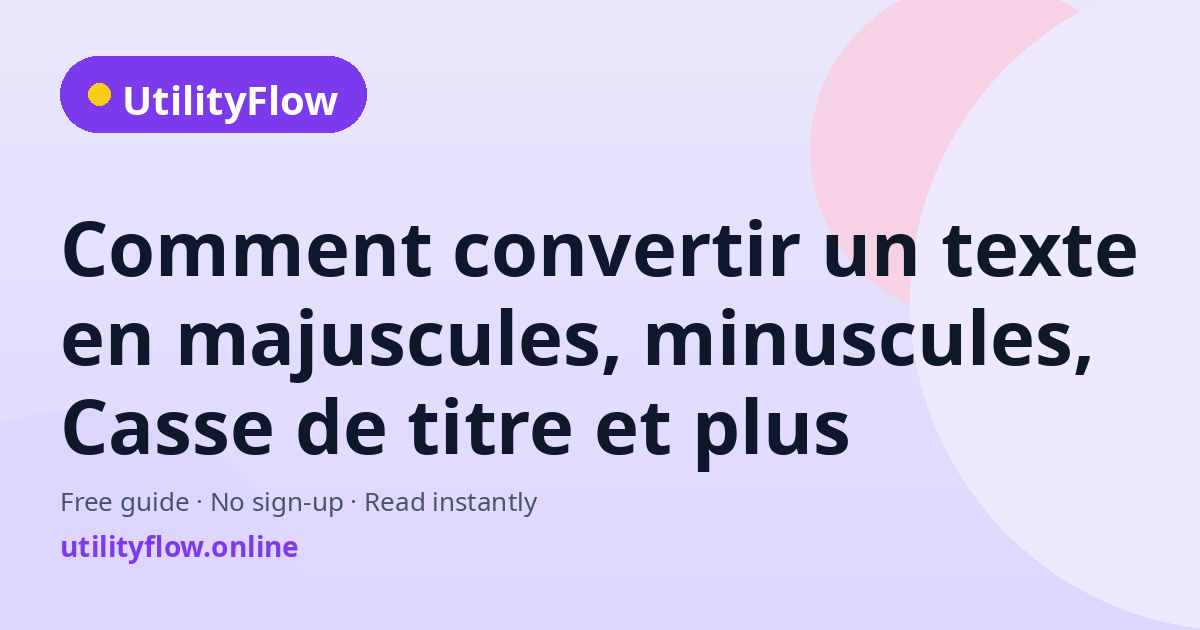 UtilityFlow
Comment convertir un texte
en majuscules, minuscules,
Casse de titre et plus
Free guide · No sign-up · Read instantly
utilityflow.online